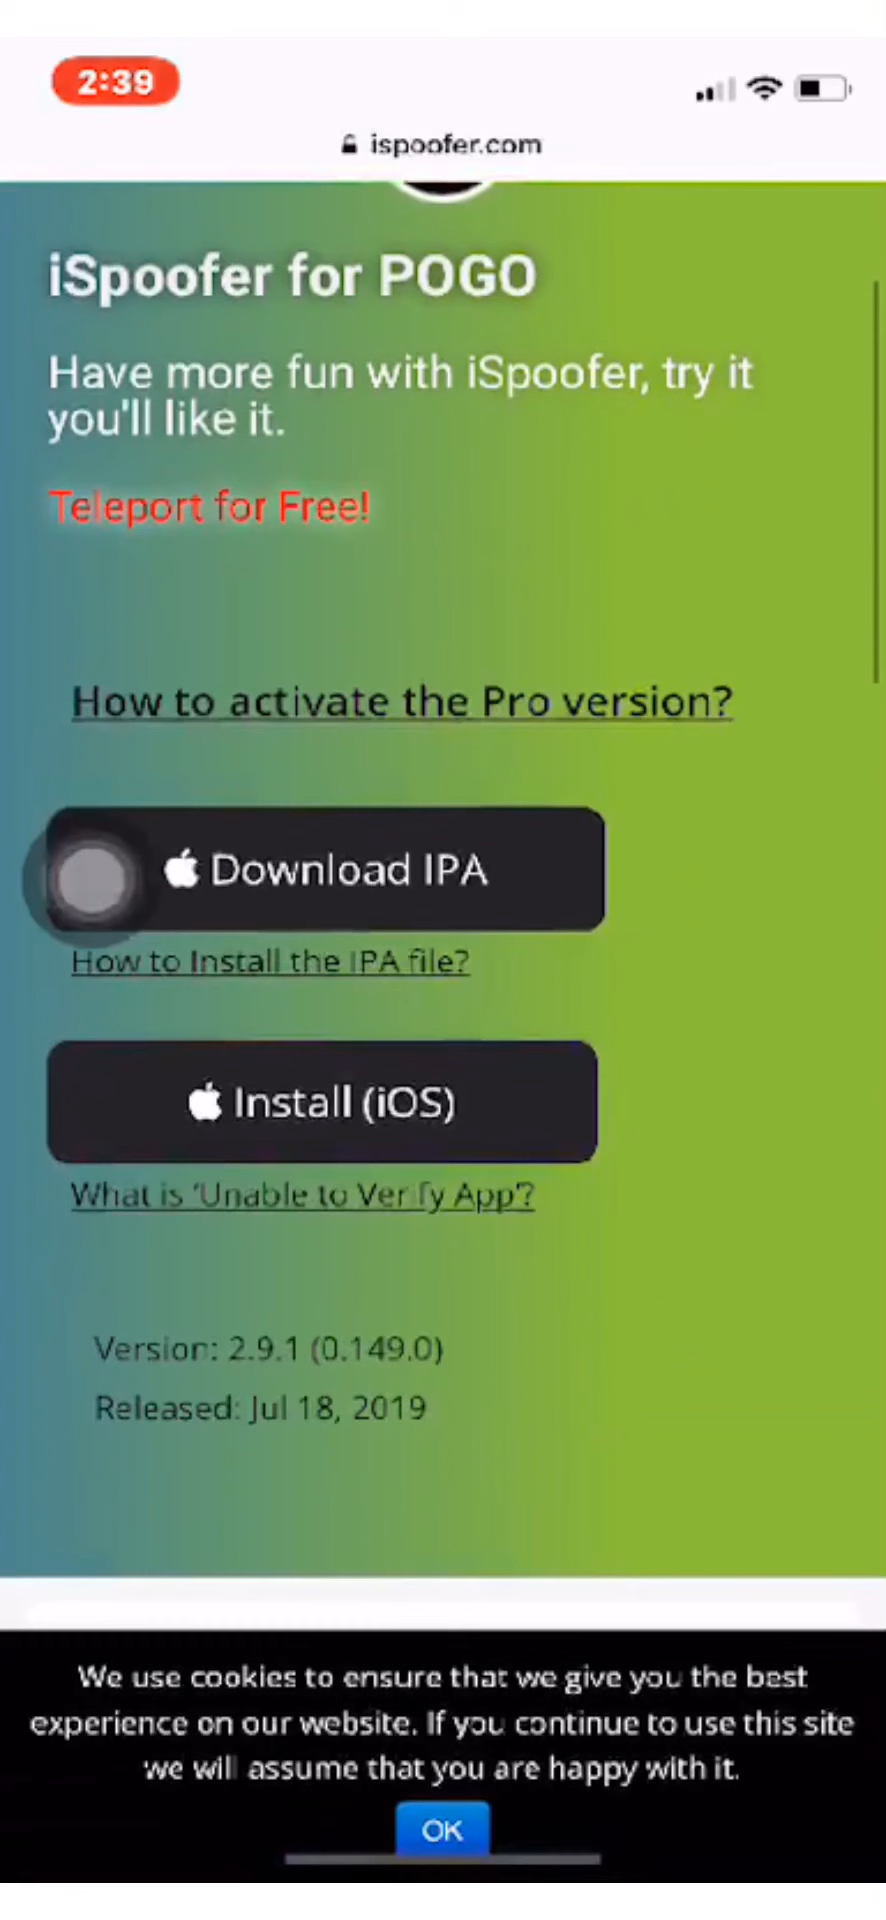 2:39
ispoofer.com
iSpoofer for POGO
Have more fun with iSpoofer, try it
you'll like it.
Teleport for Free!
How to activate the Pro version?
Download IPA
How to Install the IPA file?
Install (iOS)
What is 'Unable to Verify App'?
Version: 2.9.1 (0.149.0)
Released: Jul 18, 2019
We use cookies to ensure that we give you the best
experience on our website. If you continue to use this site
we will assume that you are happy with it.
OK